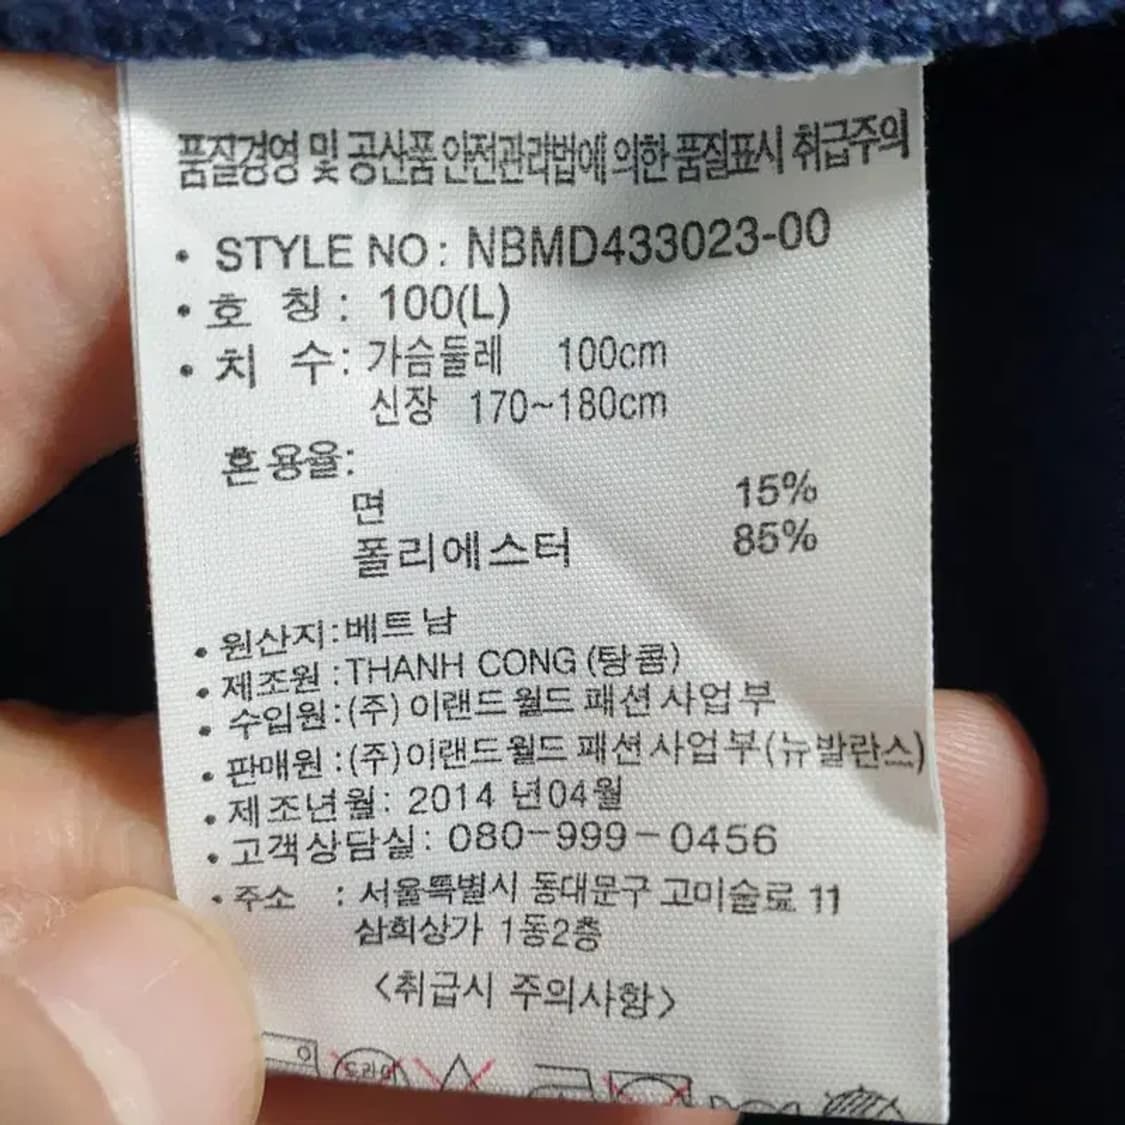 품질경영 및 공산품 안전관리법에 의한 품질표시 취급주의
• STYLE NO : NBMD433023-00
• 호 칭 : 100(L)
• 치 수 : 가슴둘레 100cm
신장 170~180cm
혼용율:
면 15%
폴리에스터 85%
• 원산지 : 베트남
• 제조원 : THANH CONG (탕콤)
• 수입원 : (주) 이랜드월드 패션사업부
• 판매원 : (주)이랜드월드 패션사업부(뉴발란스)
• 제조년월 : 2014 년04월
• 고객상담실 : 080-999-0456
• 주소 : 서울특별시 동대문구 고미술로 11
삼희상가 1동2층
<취급시 주의사항>
드라이